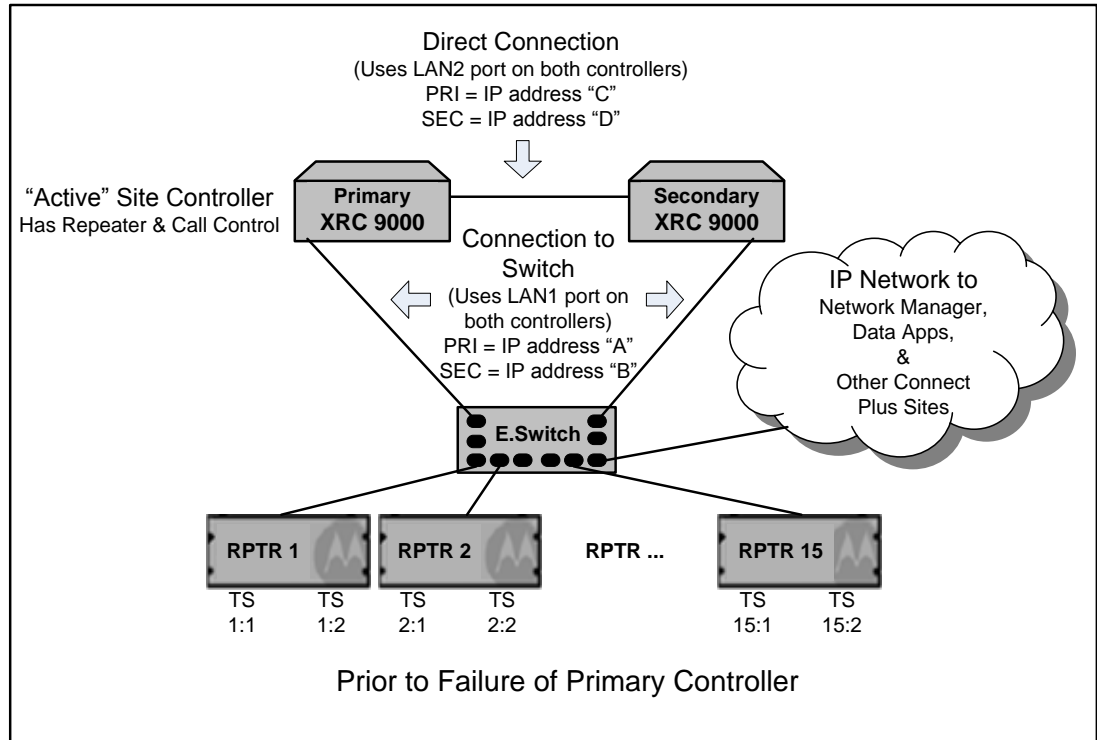 Direct Connection
(Uses LAN2 port on both controllers)
PRI = IP address “C”
SEC = IP address “D”
“Active” Site Controller
Has Repeater & Call Control
Primary
XRC 9000
Secondary
XRC 9000
Connection to
Switch
(Uses LAN1 port on
both controllers)
PRI = IP address “A”
SEC = IP address “B”
IP Network to
Network Manager,
Data Apps,
&
Other Connect
Plus Sites
E.Switch
RPTR 1
RPTR 2
RPTR ...
RPTR 15
TS
1:1
TS
1:2
TS
2:1
TS
2:2
TS
15:1
TS
15:2
Prior to Failure of Primary Controller